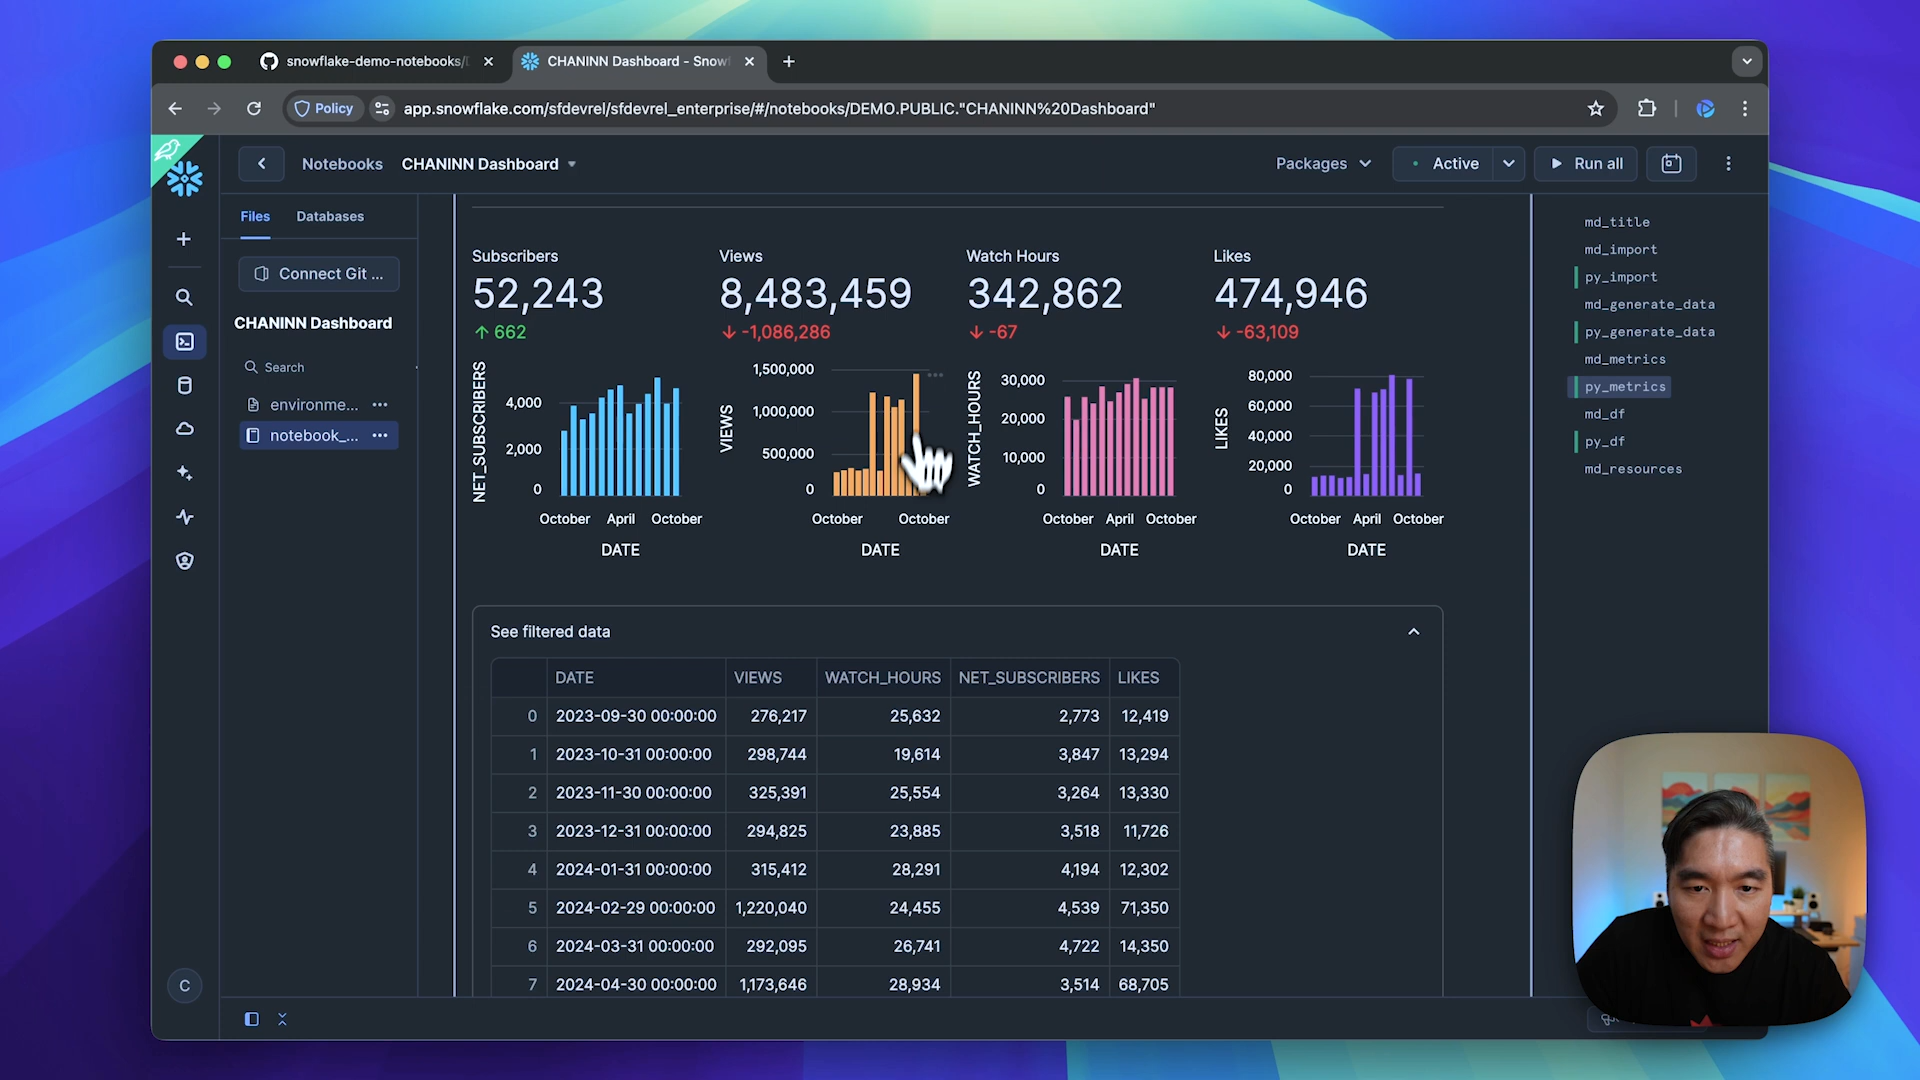 snowflake-demo-notebooks/
CHANINN Dashboard - Snow
Policy
app.snowflake.com/sfdevrel/sfdevrel_enterprise/#/notebooks/DEMO.PUBLIC."CHANINN%20Dashboard"
Notebooks CHANINN Dashboard
Packages
Active
Run all
Files Databases
Connect Git ...
CHANINN Dashboard
Search
environme... •••
notebook_... •••
C
Subscribers
52,243
↑ 662
Views
8,483,459
↓ -1,086,286
Watch Hours
342,862
↓ -67
Likes
474,946
↓ -63,109
NET_SUBSCRIBERS
4,000
2,000
0
October April October
DATE
VIEWS
1,500,000
1,000,000
500,000
0
October October
DATE
WATCH_HOURS
30,000
20,000
10,000
0
October April October
DATE
LIKES
80,000
60,000
40,000
20,000
0
October April October
DATE
See filtered data
DATE VIEWS WATCH_HOURS NET_SUBSCRIBERS LIKES
0 2023-09-30 00:00:00 276,217 25,632 2,773 12,419
1 2023-10-31 00:00:00 298,744 19,614 3,847 13,294
2 2023-11-30 00:00:00 325,391 25,554 3,264 13,330
3 2023-12-31 00:00:00 294,825 23,885 3,518 11,726
4 2024-01-31 00:00:00 315,412 28,291 4,194 12,302
5 2024-02-29 00:00:00 1,220,040 24,455 4,539 71,350
6 2024-03-31 00:00:00 292,095 26,741 4,722 14,350
7 2024-04-30 00:00:00 1,173,646 28,934 3,514 68,705
md_title
md_import
py_import
md_generate_data
py_generate_data
md_metrics
py_metrics
md_df
py_df
md_resources